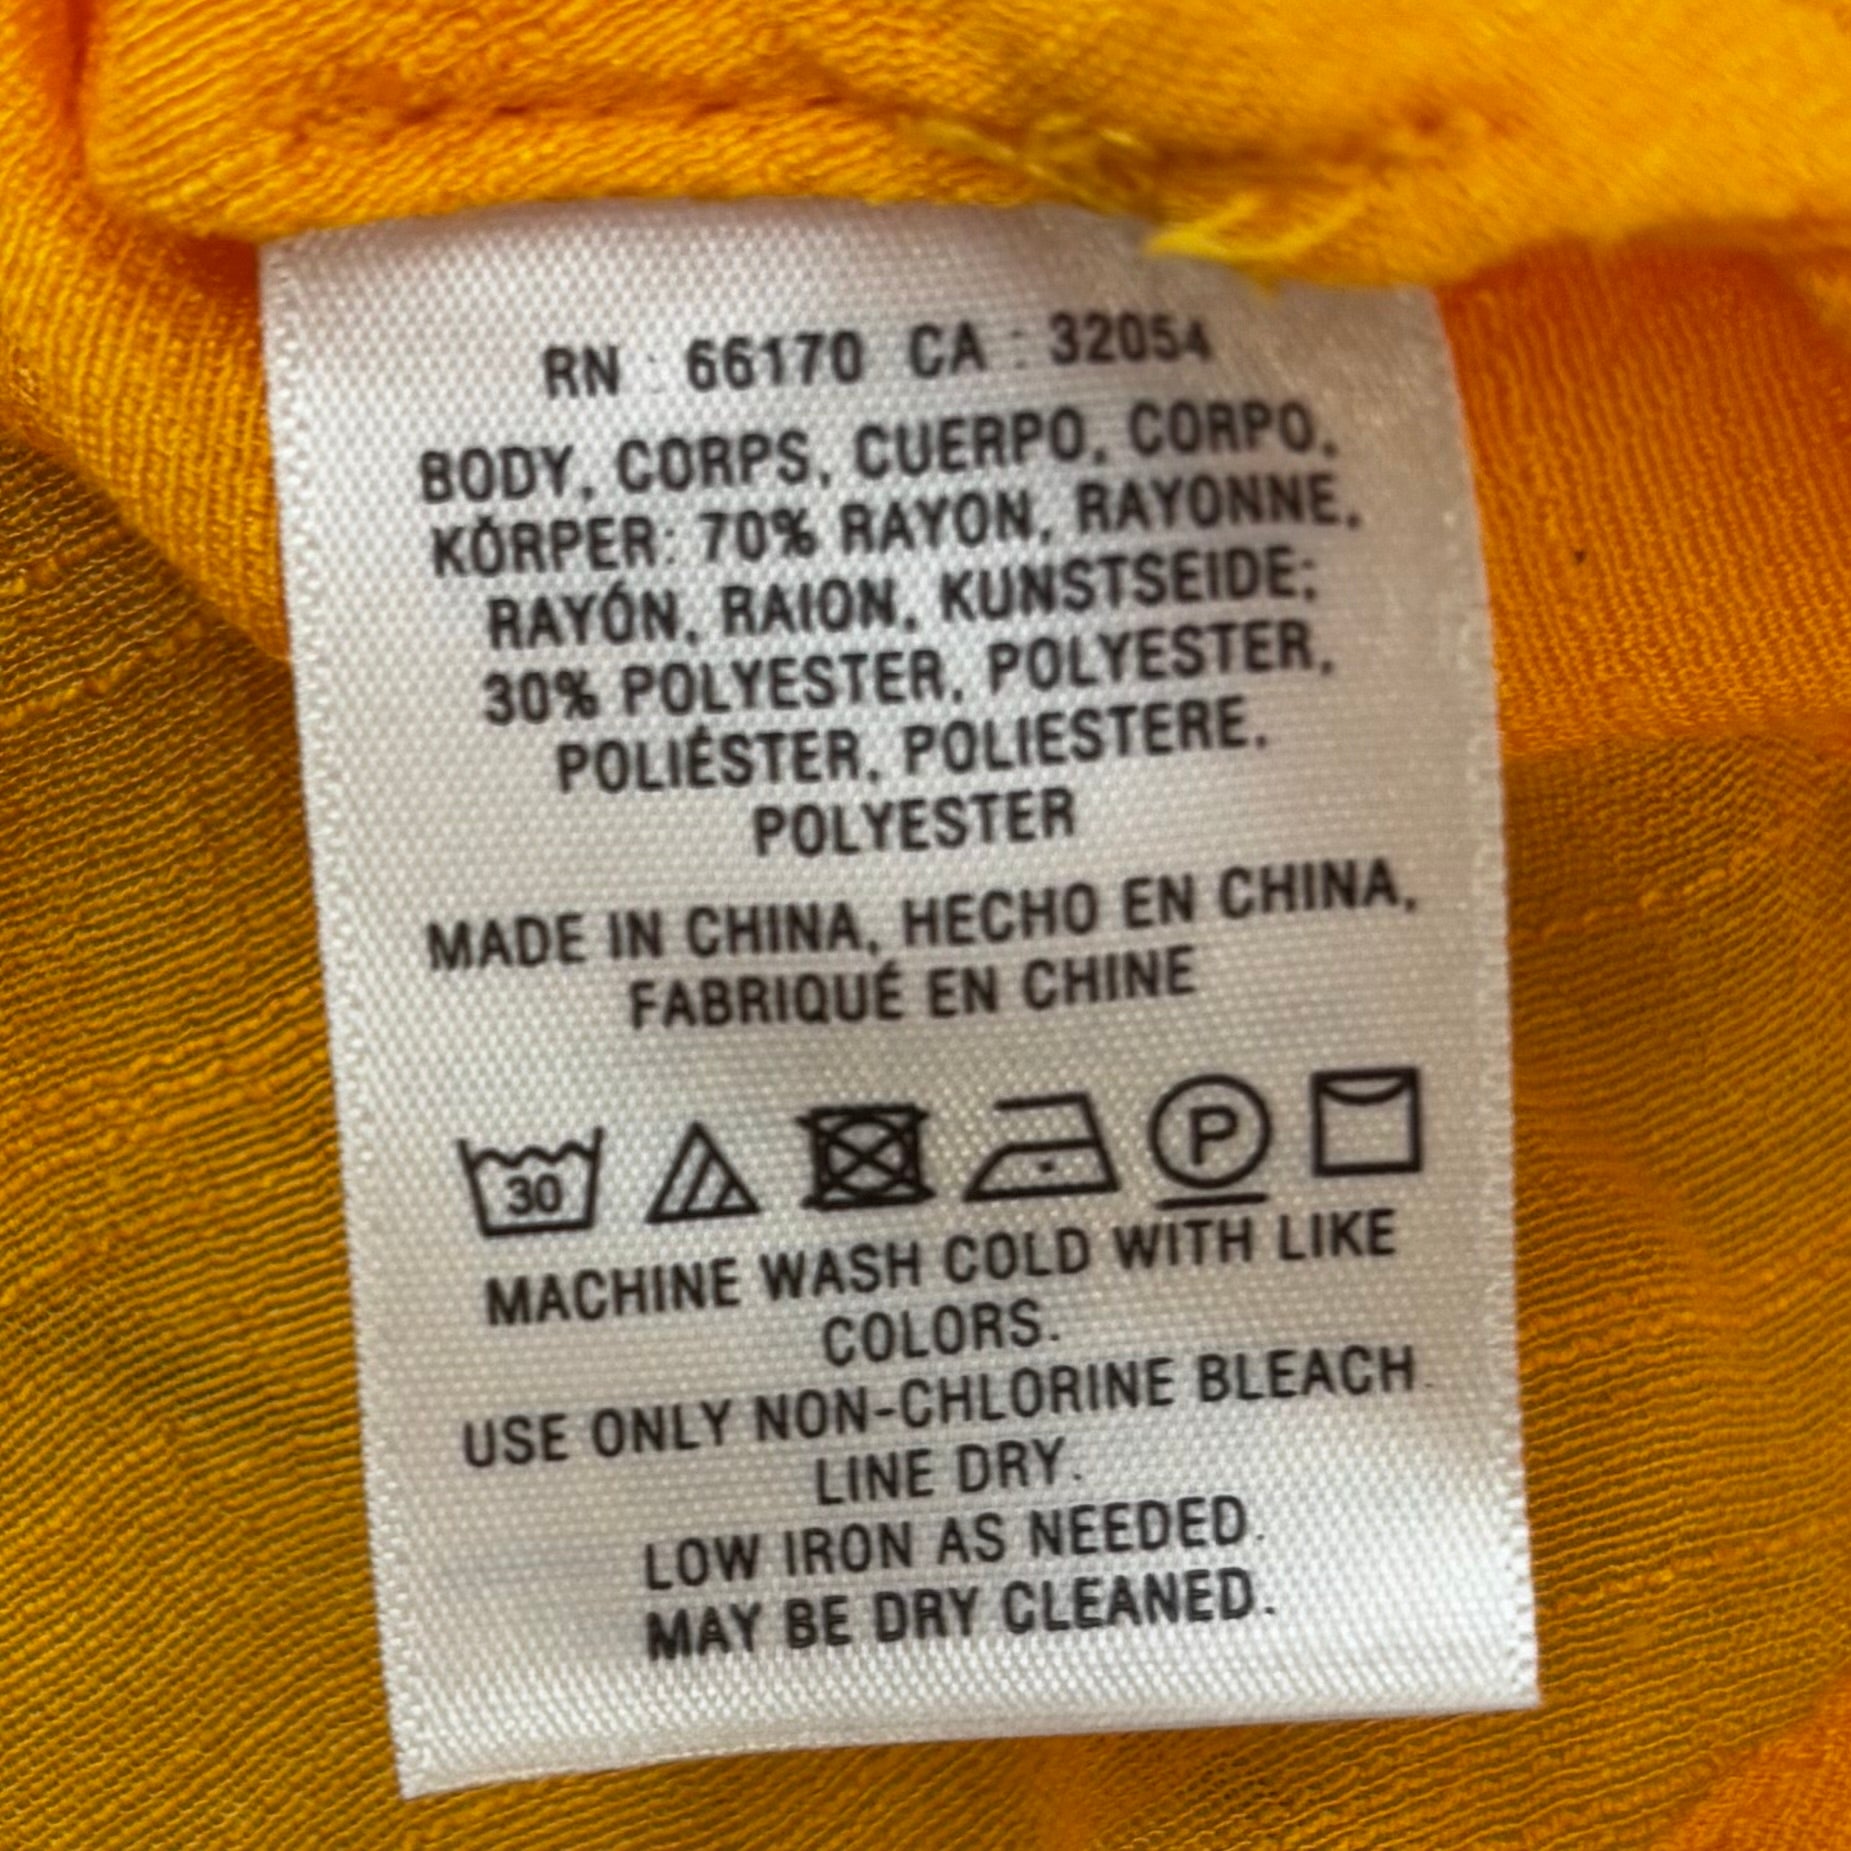 RN : 66170 CA : 32054
BODY, CORPS, CUERPO, CORPO,
KÖRPER: 70% RAYON, RAYONNE,
RAYÓN, RAION, KUNSTSEIDE;
30% POLYESTER, POLYESTER,
POLIÉSTER, POLIESTERE,
POLYESTER
MADE IN CHINA, HECHO EN CHINA,
FABRIQUÉ EN CHINE
30 P
MACHINE WASH COLD WITH LIKE
COLORS.
USE ONLY NON-CHLORINE BLEACH.
LINE DRY.
LOW IRON AS NEEDED.
MAY BE DRY CLEANED.